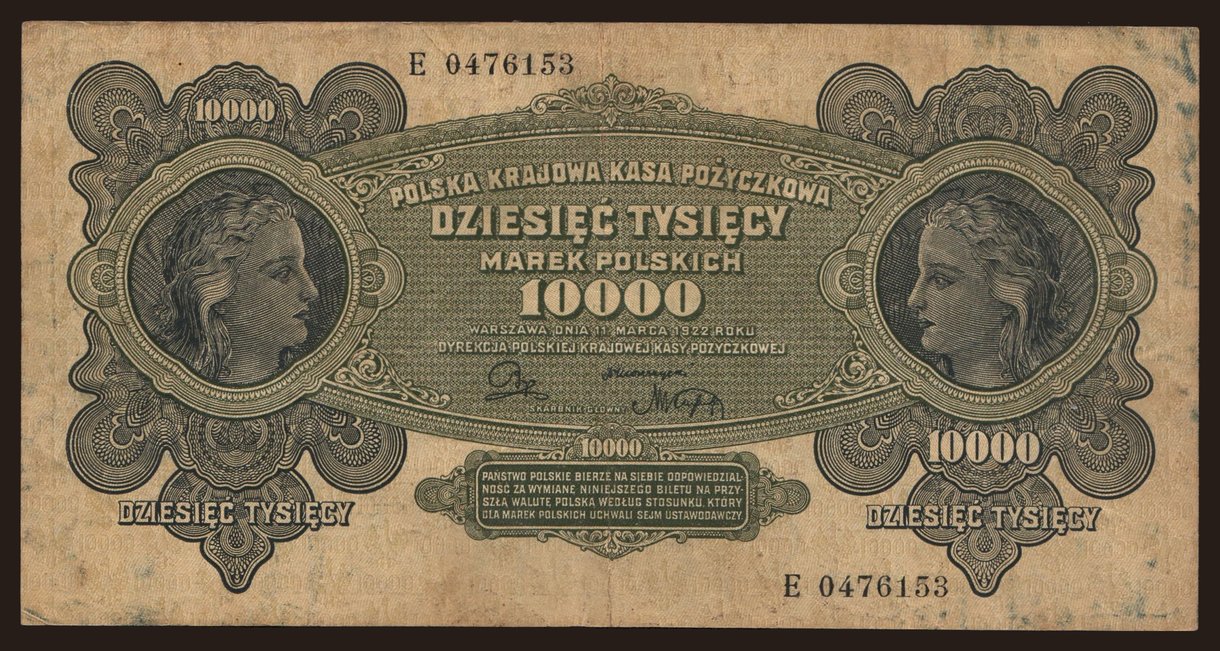 E 0476153
10000
POLSKA KRAJOWA KASA POŻYCZKOWA
DZIESIĘĆ TYSIĘCY
MAREK POLSKICH
10000
WARSZAWA, DNIA 11 MARCA 1922 ROKU
DYREKCJA POLSKIEJ KRAJOWEJ KASY POŻYCZKOWEJ
SKARBNIK GŁÓWNY
10000
10000
PAŃSTWO POLSKIE BIERZE NA SIEBIE ODPOWIEDZIAL-
NOŚĆ ZA WYMIANĘ NINIEJSZEGO BILETU NA PRZY-
SZŁĄ WALUTĘ POLSKĄ WEDŁUG STOSUNKU, KTÓRY
DLA MAREK POLSKICH UCHWALI SEJM USTAWODAWCZY
DZIESIĘĆ TYSIĘCY
DZIESIĘĆ TYSIĘCY
E 0476153